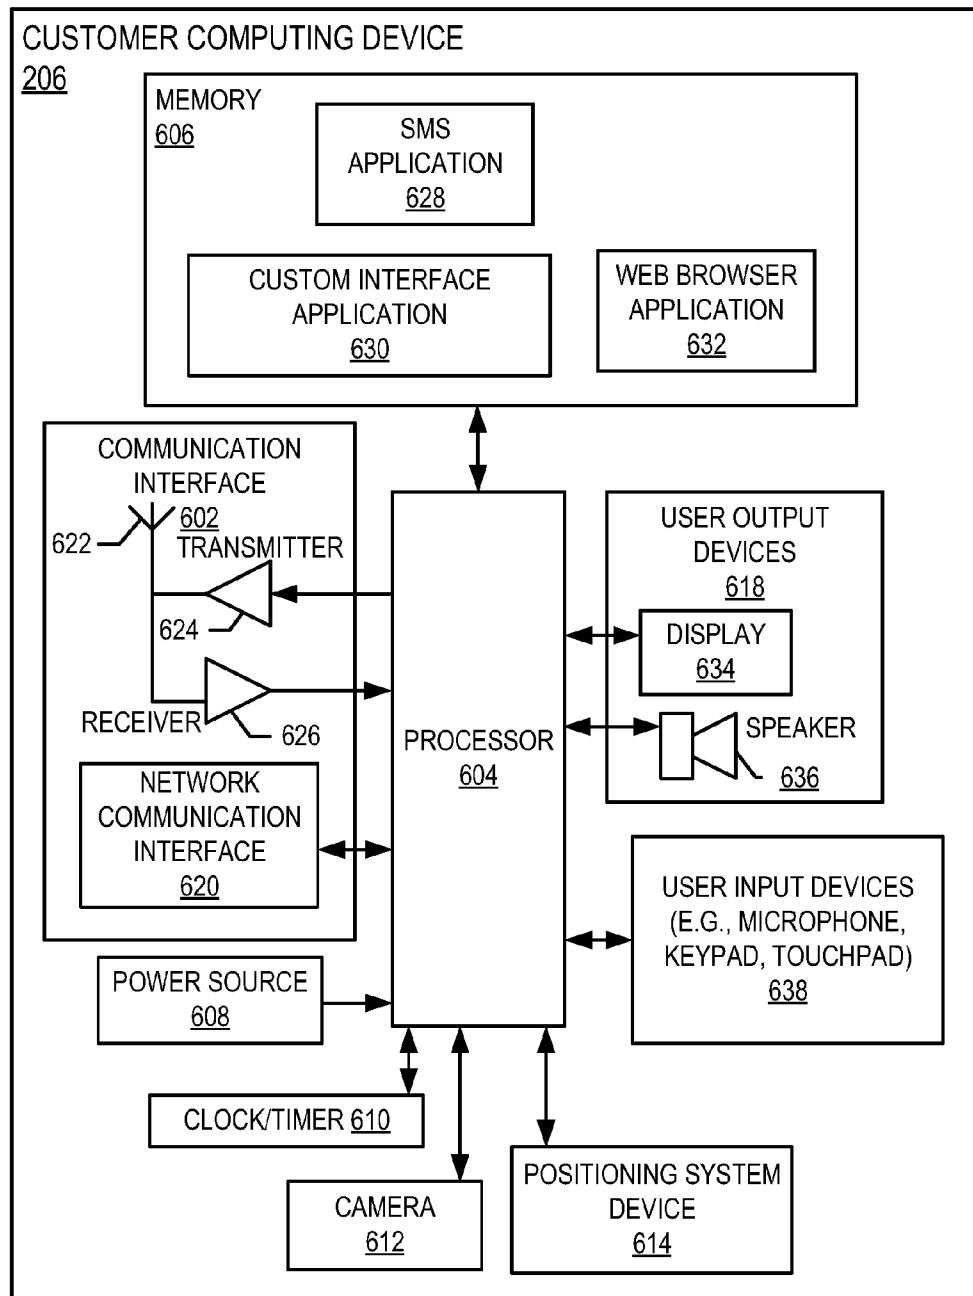 CUSTOMER COMPUTING DEVICE
206
MEMORY
606
SMS
APPLICATION
628
CUSTOM INTERFACE
APPLICATION
630
WEB BROWSER
APPLICATION
632
COMMUNICATION
INTERFACE
602
622
TRANSMITTER
624
RECEIVER
626
NETWORK
COMMUNICATION
INTERFACE
620
PROCESSOR
604
USER OUTPUT
DEVICES
618
DISPLAY
634
SPEAKER
636
USER INPUT DEVICES
(E.G., MICROPHONE,
KEYPAD, TOUCHPAD)
638
POWER SOURCE
608
CLOCK/TIMER 610
CAMERA
612
POSITIONING SYSTEM
DEVICE
614